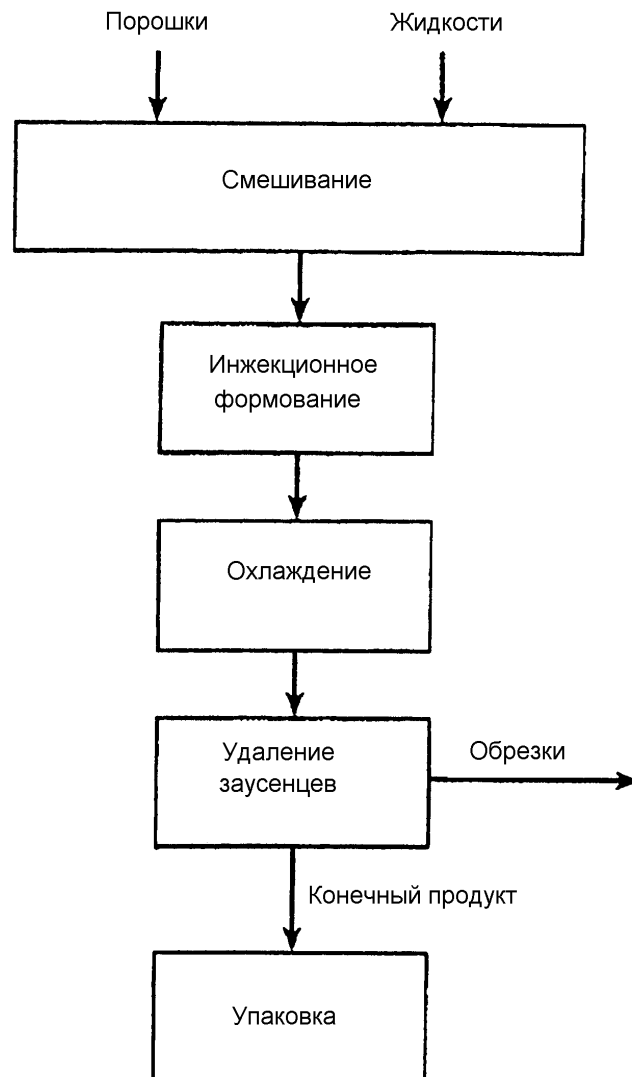 Порошки Жидкости
Смешивание
Инжекционное
формование
Охлаждение
Удаление
заусенцев
Обрезки
Конечный продукт
Упаковка